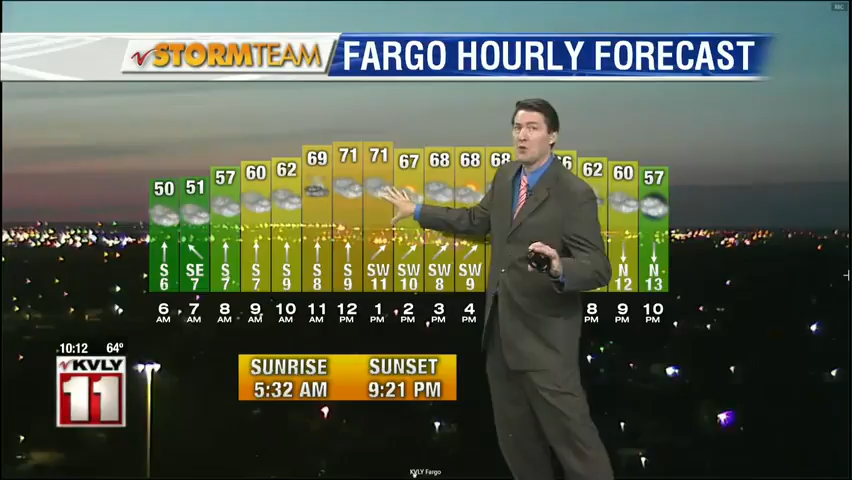 REC
STORMTEAM
FARGO HOURLY FORECAST
50 51 57 60 62 69 71 71 67 68 68 68 66 62 60 57
S SE S S S S S SW SW SW SW N N
6 7 7 7 9 8 9 11 10 8 9 12 13
6 7 8 9 10 11 12 1 2 3 4 8 9 10
AM AM AM AM AM AM PM PM PM PM PM PM PM PM
10:12 64°
KVLY
11
SUNRISE SUNSET
5:32 AM 9:21 PM
KVLY Fargo